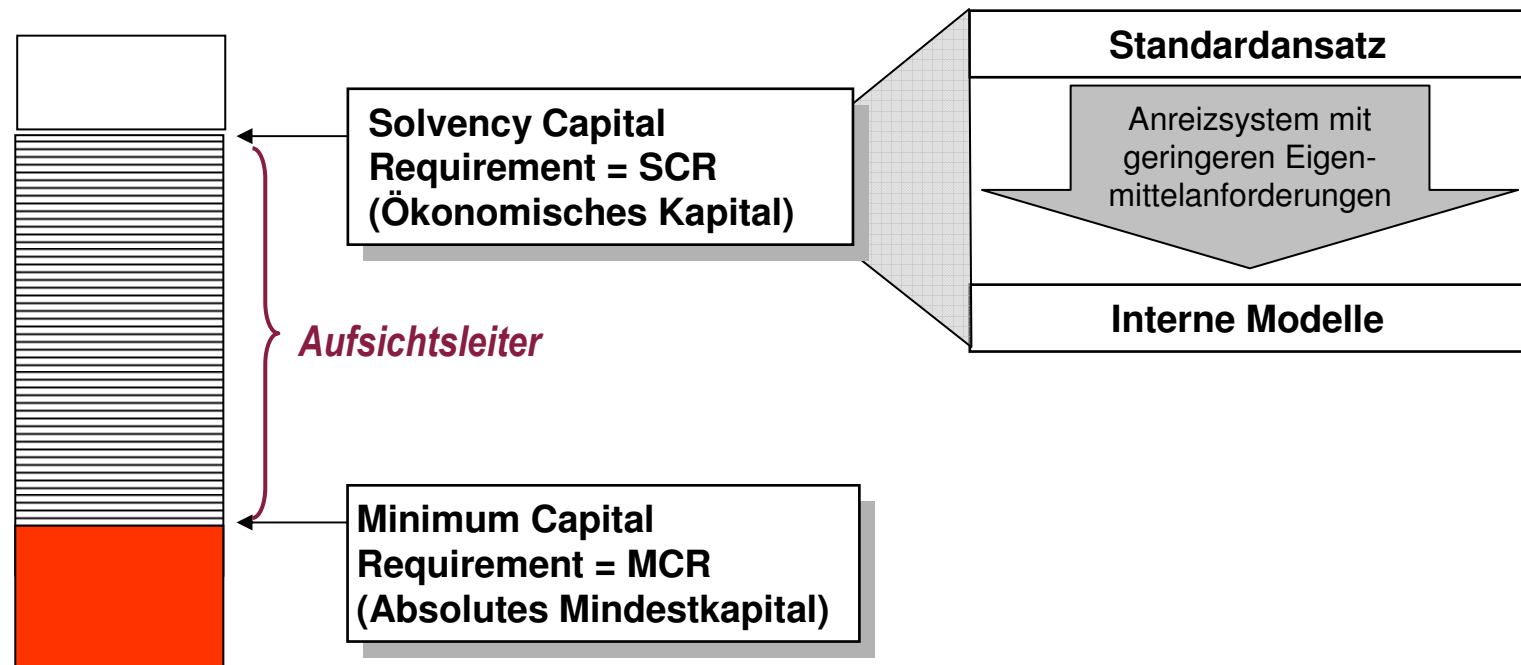 Standardansatz
Anreizsystem mit
geringeren Eigen-
mittelanforderungen
Interne Modelle
Solvency Capital
Requirement = SCR
(Ökonomisches Kapital)
Aufsichtsleiter
Minimum Capital
Requirement = MCR
(Absolutes Mindestkapital)